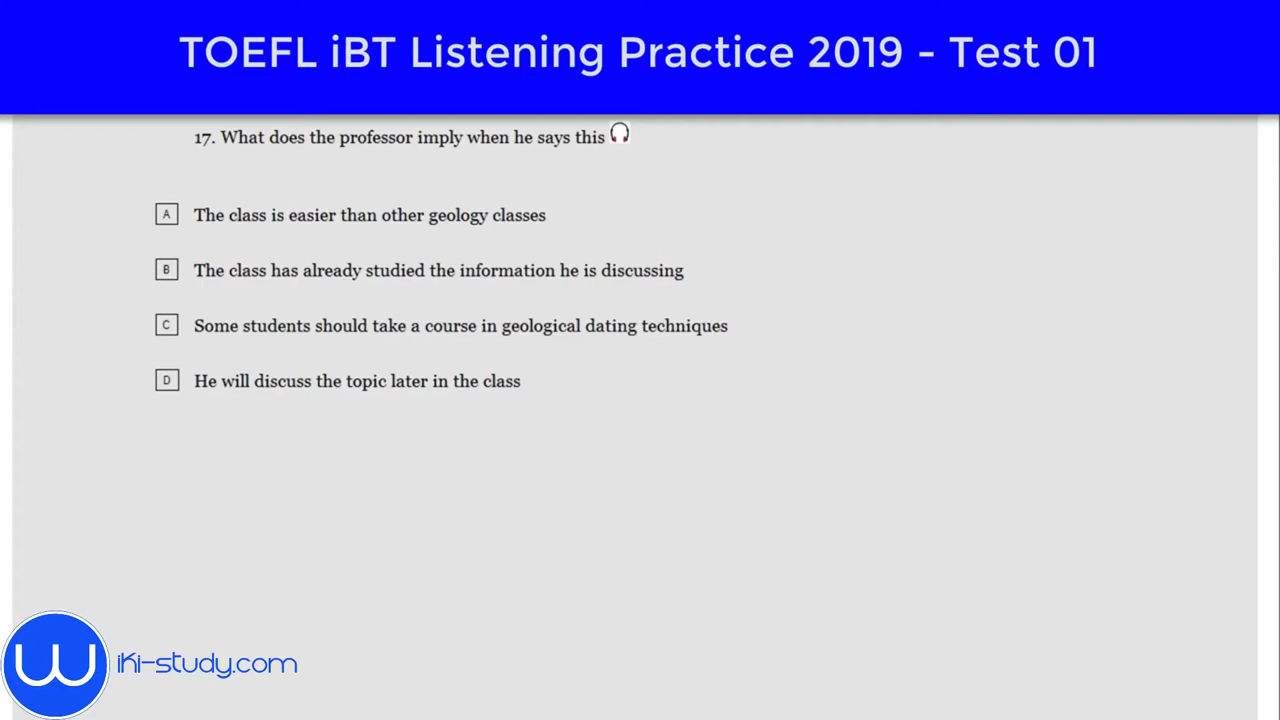 TOEFL iBT Listening Practice 2019 - Test 01
17. What does the professor imply when he says this
A The class is easier than other geology classes
B The class has already studied the information he is discussing
C Some students should take a course in geological dating techniques
D He will discuss the topic later in the class
W iki-study.com